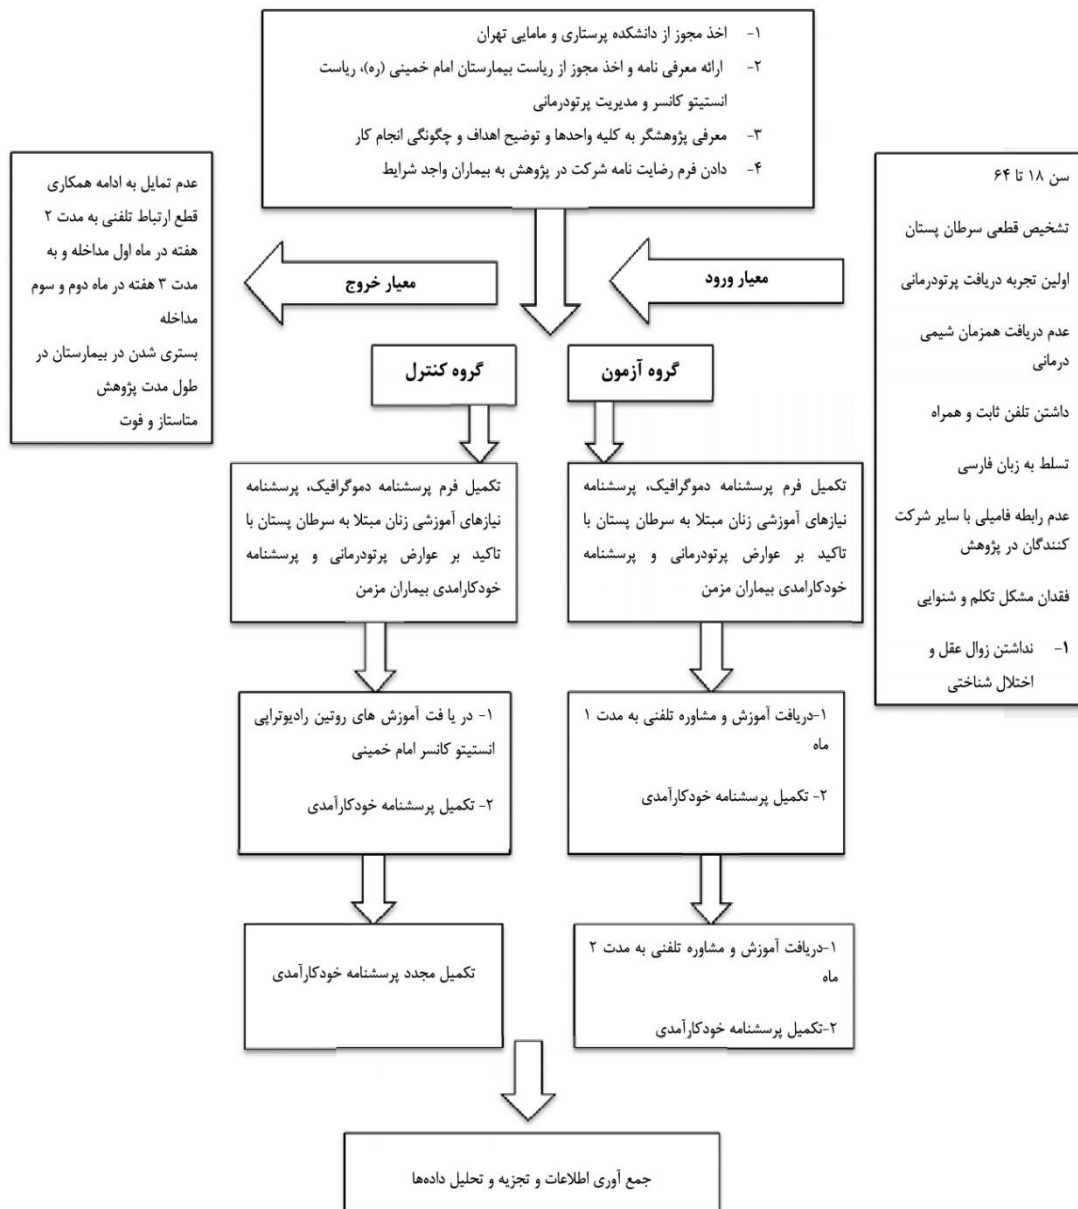 ۱- اخذ مجوز از دانشکده پرستاری و مامایی تهران
۲- ارائه معرفی نامه و اخذ مجوز از ریاست بیمارستان امام خمینی (ره)، ریاست
انستیتو کانسر و مدیریت پرتودرمانی
۳- معرفی پژوهشگر به کلیه واحدها و توضیح اهداف و چگونگی انجام کار
۴- دادن فرم رضایت نامه شرکت در پژوهش به بیماران واجد شرایط
سن ۱۸ تا ۶۴
تشخیص قطعی سرطان پستان
اولین تجربه دریافت پرتودرمانی
عدم دریافت همزمان شیمی
درمانی
داشتن تلفن ثابت و همراه
تسلط به زبان فارسی
عدم رابطه فامیلی با سایر شرکت
کنندگان در پژوهش
فقدان مشکل تکلم و شنوایی
۱- نداشتن زوال عقل و
اختلال شناختی
معیار ورود
معیار خروج
عدم تمایل به ادامه همکاری
قطع ارتباط تلفنی به مدت ۲
هفته در ماه اول مداخله و به
مدت ۳ هفته در ماه دوم و سوم
مداخله
بستری شدن در بیمارستان در
طول مدت پژوهش
متاستاز و فوت
گروه آزمون
گروه کنترل
تکمیل فرم پرسشنامه دموگرافیک، پرسشنامه
نیازهای آموزشی زنان مبتلا به سرطان پستان با
تاکید بر عوارض پرتودرمانی و پرسشنامه
خودکارامدی بیماران مزمن
تکمیل فرم پرسشنامه دموگرافیک، پرسشنامه
نیازهای آموزشی زنان مبتلا به سرطان پستان با
تاکید بر عوارض پرتودرمانی و پرسشنامه
خودکارامدی بیماران مزمن
۱-دریافت آموزش و مشاوره تلفنی به مدت ۱
ماه
۲- تکمیل پرسشنامه خودکارآمدی
۱- در یا فت آموزش های روتین رادیوتراپی
انستیتو کانسر امام خمینی
۲- تکمیل پرسشنامه خودکارآمدی
۱-دریافت آموزش و مشاوره تلفنی به مدت ۲
ماه
۲-تکمیل پرسشنامه خودکارآمدی
تکمیل مجدد پرسشنامه خودکارآمدی
جمع آوری اطلاعات و تجزیه و تحلیل داده‌ها